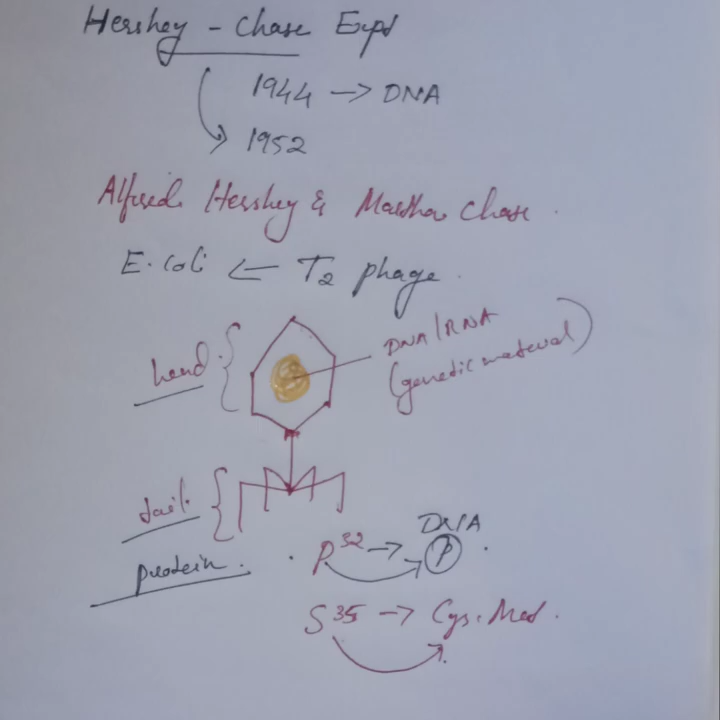 Hershey - Chase Expt
1944 → DNA
1952
Alfred Hershey & Martha Chase.
E. coli ← T2 phage.
head
DNA/RNA
(genetic material)
tail
protein.
DNA
P32 → P.
S35 → Cys. Met.